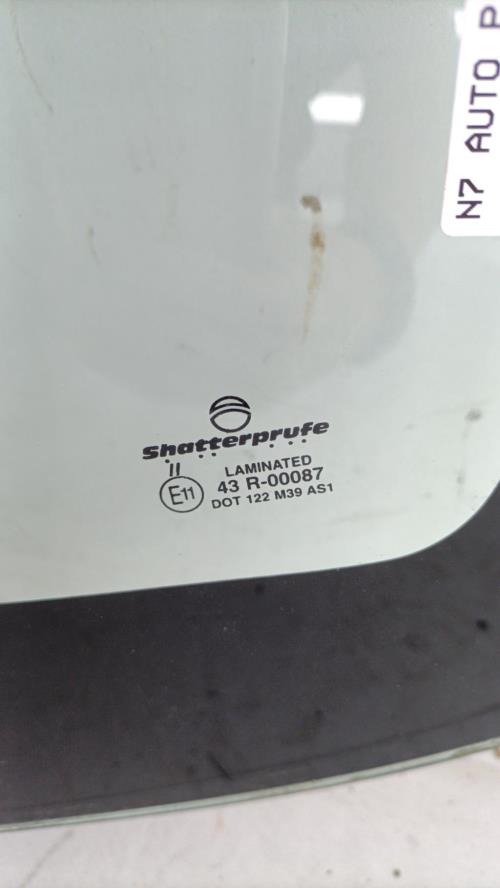 N7 AUTO P
Shatterprufe
II
LAMINATED
E11
43 R-00087
DOT 122 M39 AS1